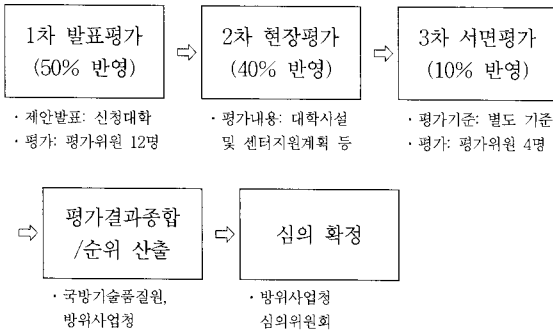 1차 발표평가
(50% 반영)
2차 현장평가
(40% 반영)
3차 서면평가
(10% 반영)
· 제안발표: 신청대학
· 평가: 평가위원 12명
· 평가내용: 대학시설
및 센터지원계획 등
· 평가기준: 별도 기준
· 평가: 평가위원 4명
평가결과종합
/순위 산출
심의 확정
· 국방기술품질원,
방위사업청
· 방위사업청
심의위원회